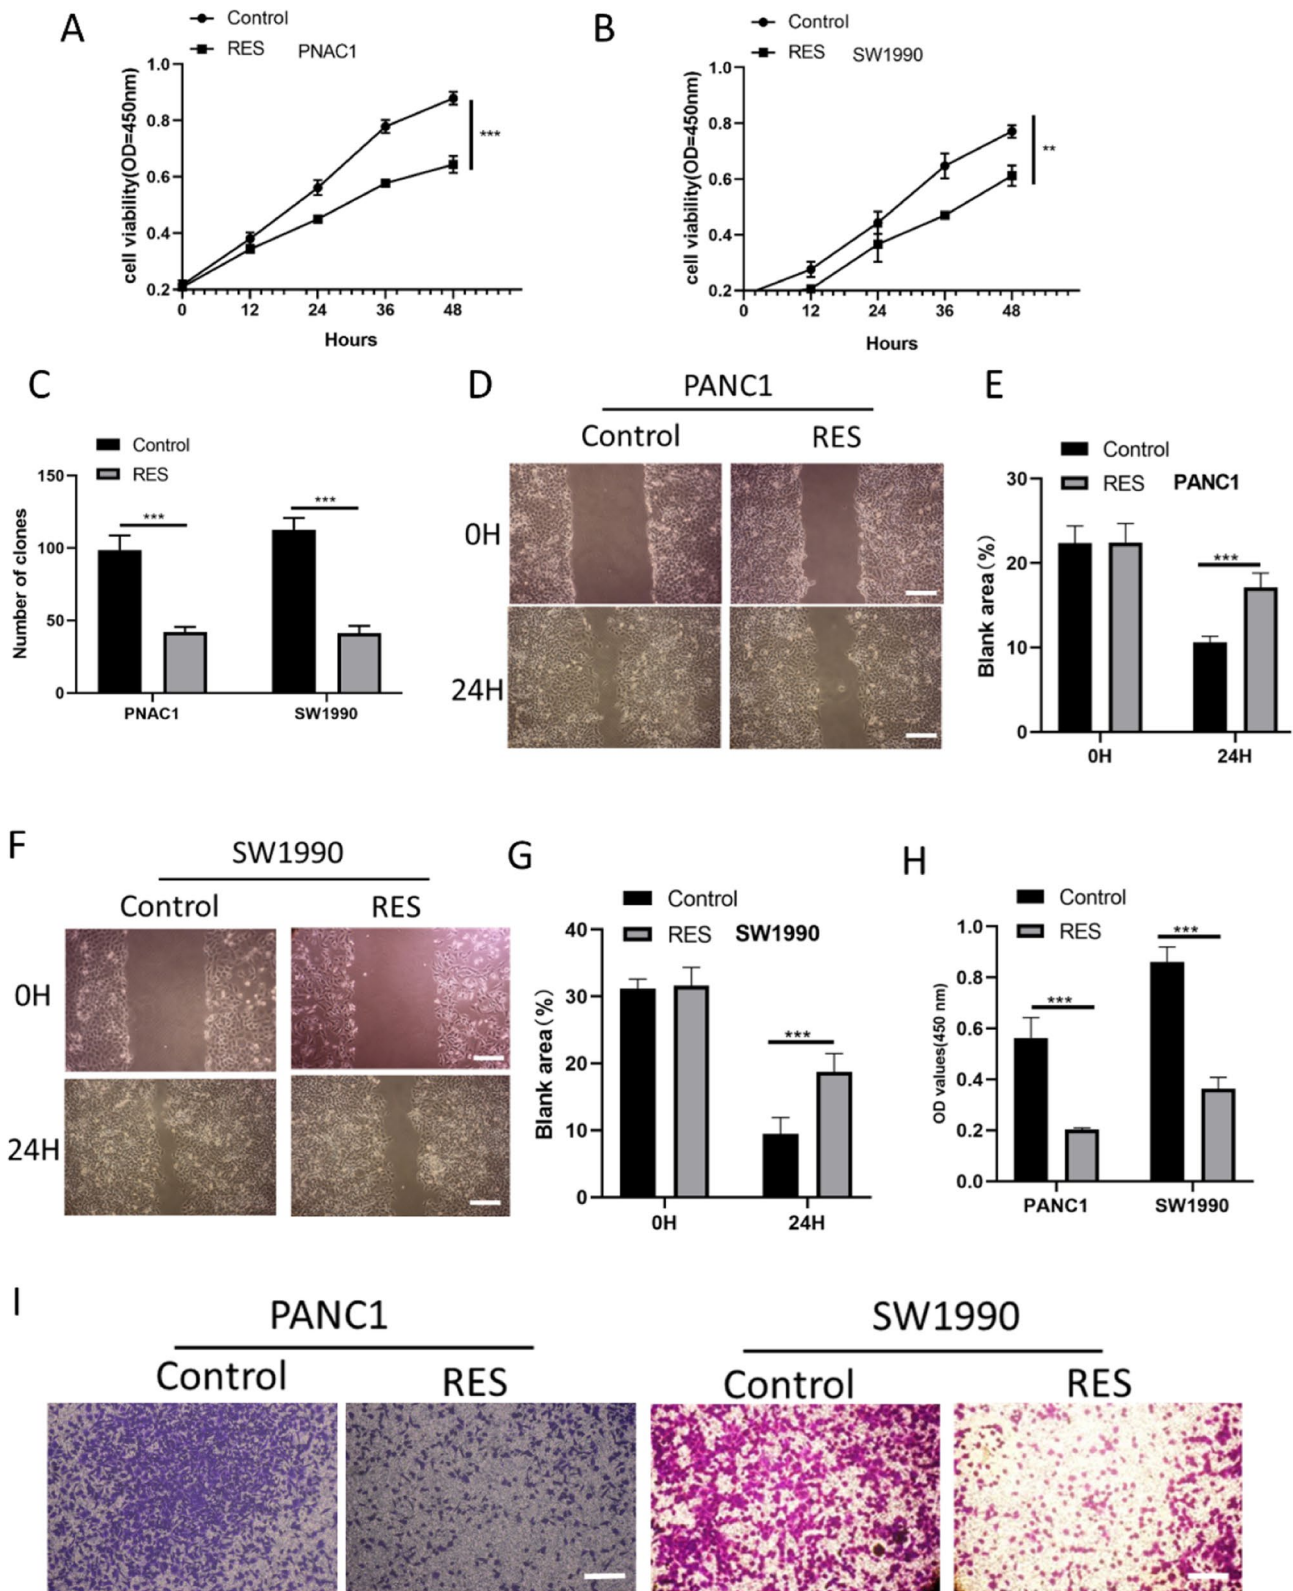 A
Control
RES PNAC1
cell viability(OD=450nm)
1.0
0.8
0.6
0.4
0.2
***
0 12 24 36 48
Hours
B
Control
RES SW1990
cell viability(OD=450nm)
1.0
0.8
0.6
0.4
0.2
**
0 12 24 36 48
Hours
C
Control
RES
Number of clones
150
100
50
0
***
***
PNAC1 SW1990
D
PANC1
Control RES
0H
24H
E
Control
RES PANC1
Blank area(%)
30
20
10
0
***
0H 24H
F
SW1990
Control RES
0H
24H
G
Control
RES SW1990
Blank area(%)
40
30
20
10
0
***
0H 24H
H
Control
RES
OD values(450 nm)
1.0
0.8
0.6
0.4
0.2
0.0
***
***
PANC1 SW1990
I
PANC1 SW1990
Control RES Control RES